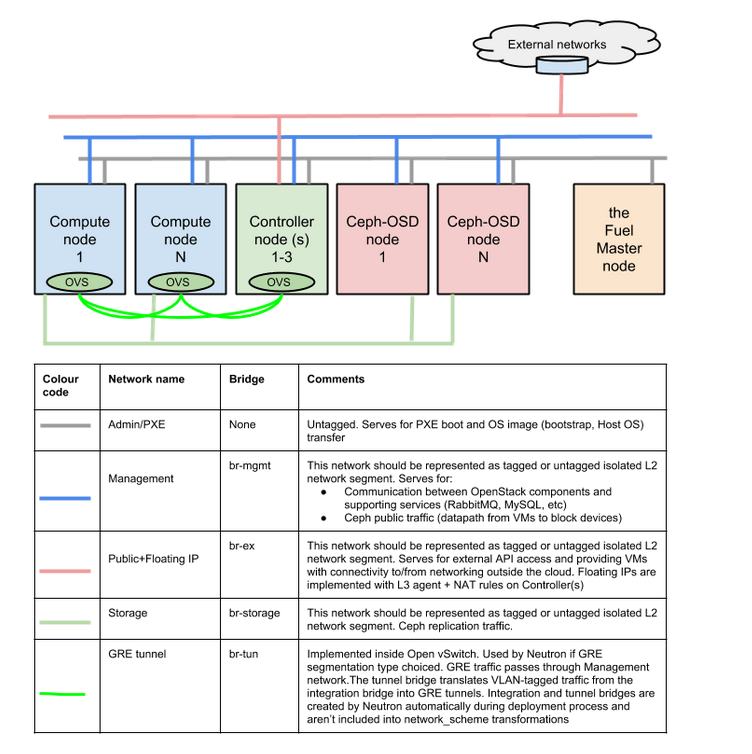 External networks
Compute
node
1
OVS
Compute
node
N
OVS
Controller
node (s)
1-3
OVS
Ceph-OSD
node
1
Ceph-OSD
node
N
the
Fuel
Master
node
Colour
code
Network name
Bridge
Comments
Admin/PXE
None
Untagged. Serves for PXE boot and OS image (bootstrap, Host OS)
transfer
Management
br-mgmt
This network should be represented as tagged or untagged isolated L2
network segment. Serves for:
● Communication between OpenStack components and
supporting services (RabbitMQ, MySQL, etc)
● Ceph public traffic (datapath from VMs to block devices)
Public+Floating IP
br-ex
This network should be represented as tagged or untagged isolated L2
network segment. Serves for external API access and providing VMs
with connectivity to/from networking outside the cloud. Floating IPs are
implemented with L3 agent + NAT rules on Controller(s)
Storage
br-storage
This network should be represented as tagged or untagged isolated L2
network segment. Ceph replication traffic.
GRE tunnel
br-tun
Implemented inside Open vSwitch. Used by Neutron if GRE
segmentation type choiced. GRE traffic passes through Management
network.The tunnel bridge translates VLAN-tagged traffic from the
integration bridge into GRE tunnels. Integration and tunnel bridges are
created by Neutron automatically during deployment process and
aren't included into network_scheme transformations